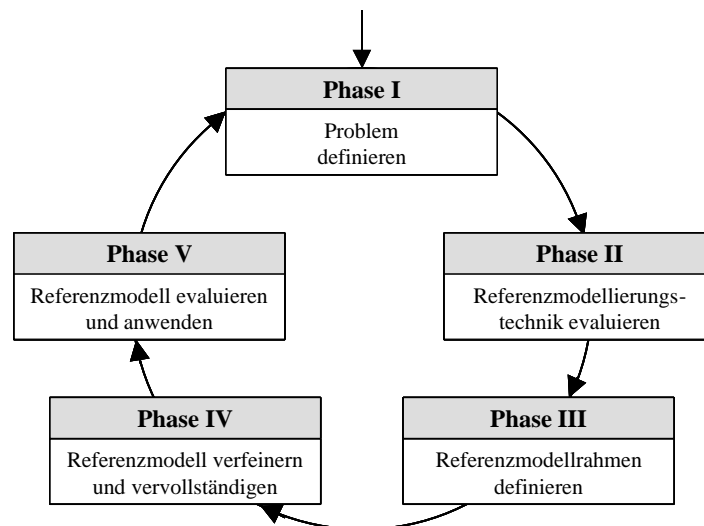 Phase I
Problem
definieren
Phase II
Referenzmodellierungs-
technik evaluieren
Phase III
Referenzmodellrahmen
definieren
Phase IV
Referenzmodell verfeinern
und vervollständigen
Phase V
Referenzmodell evaluieren
und anwenden